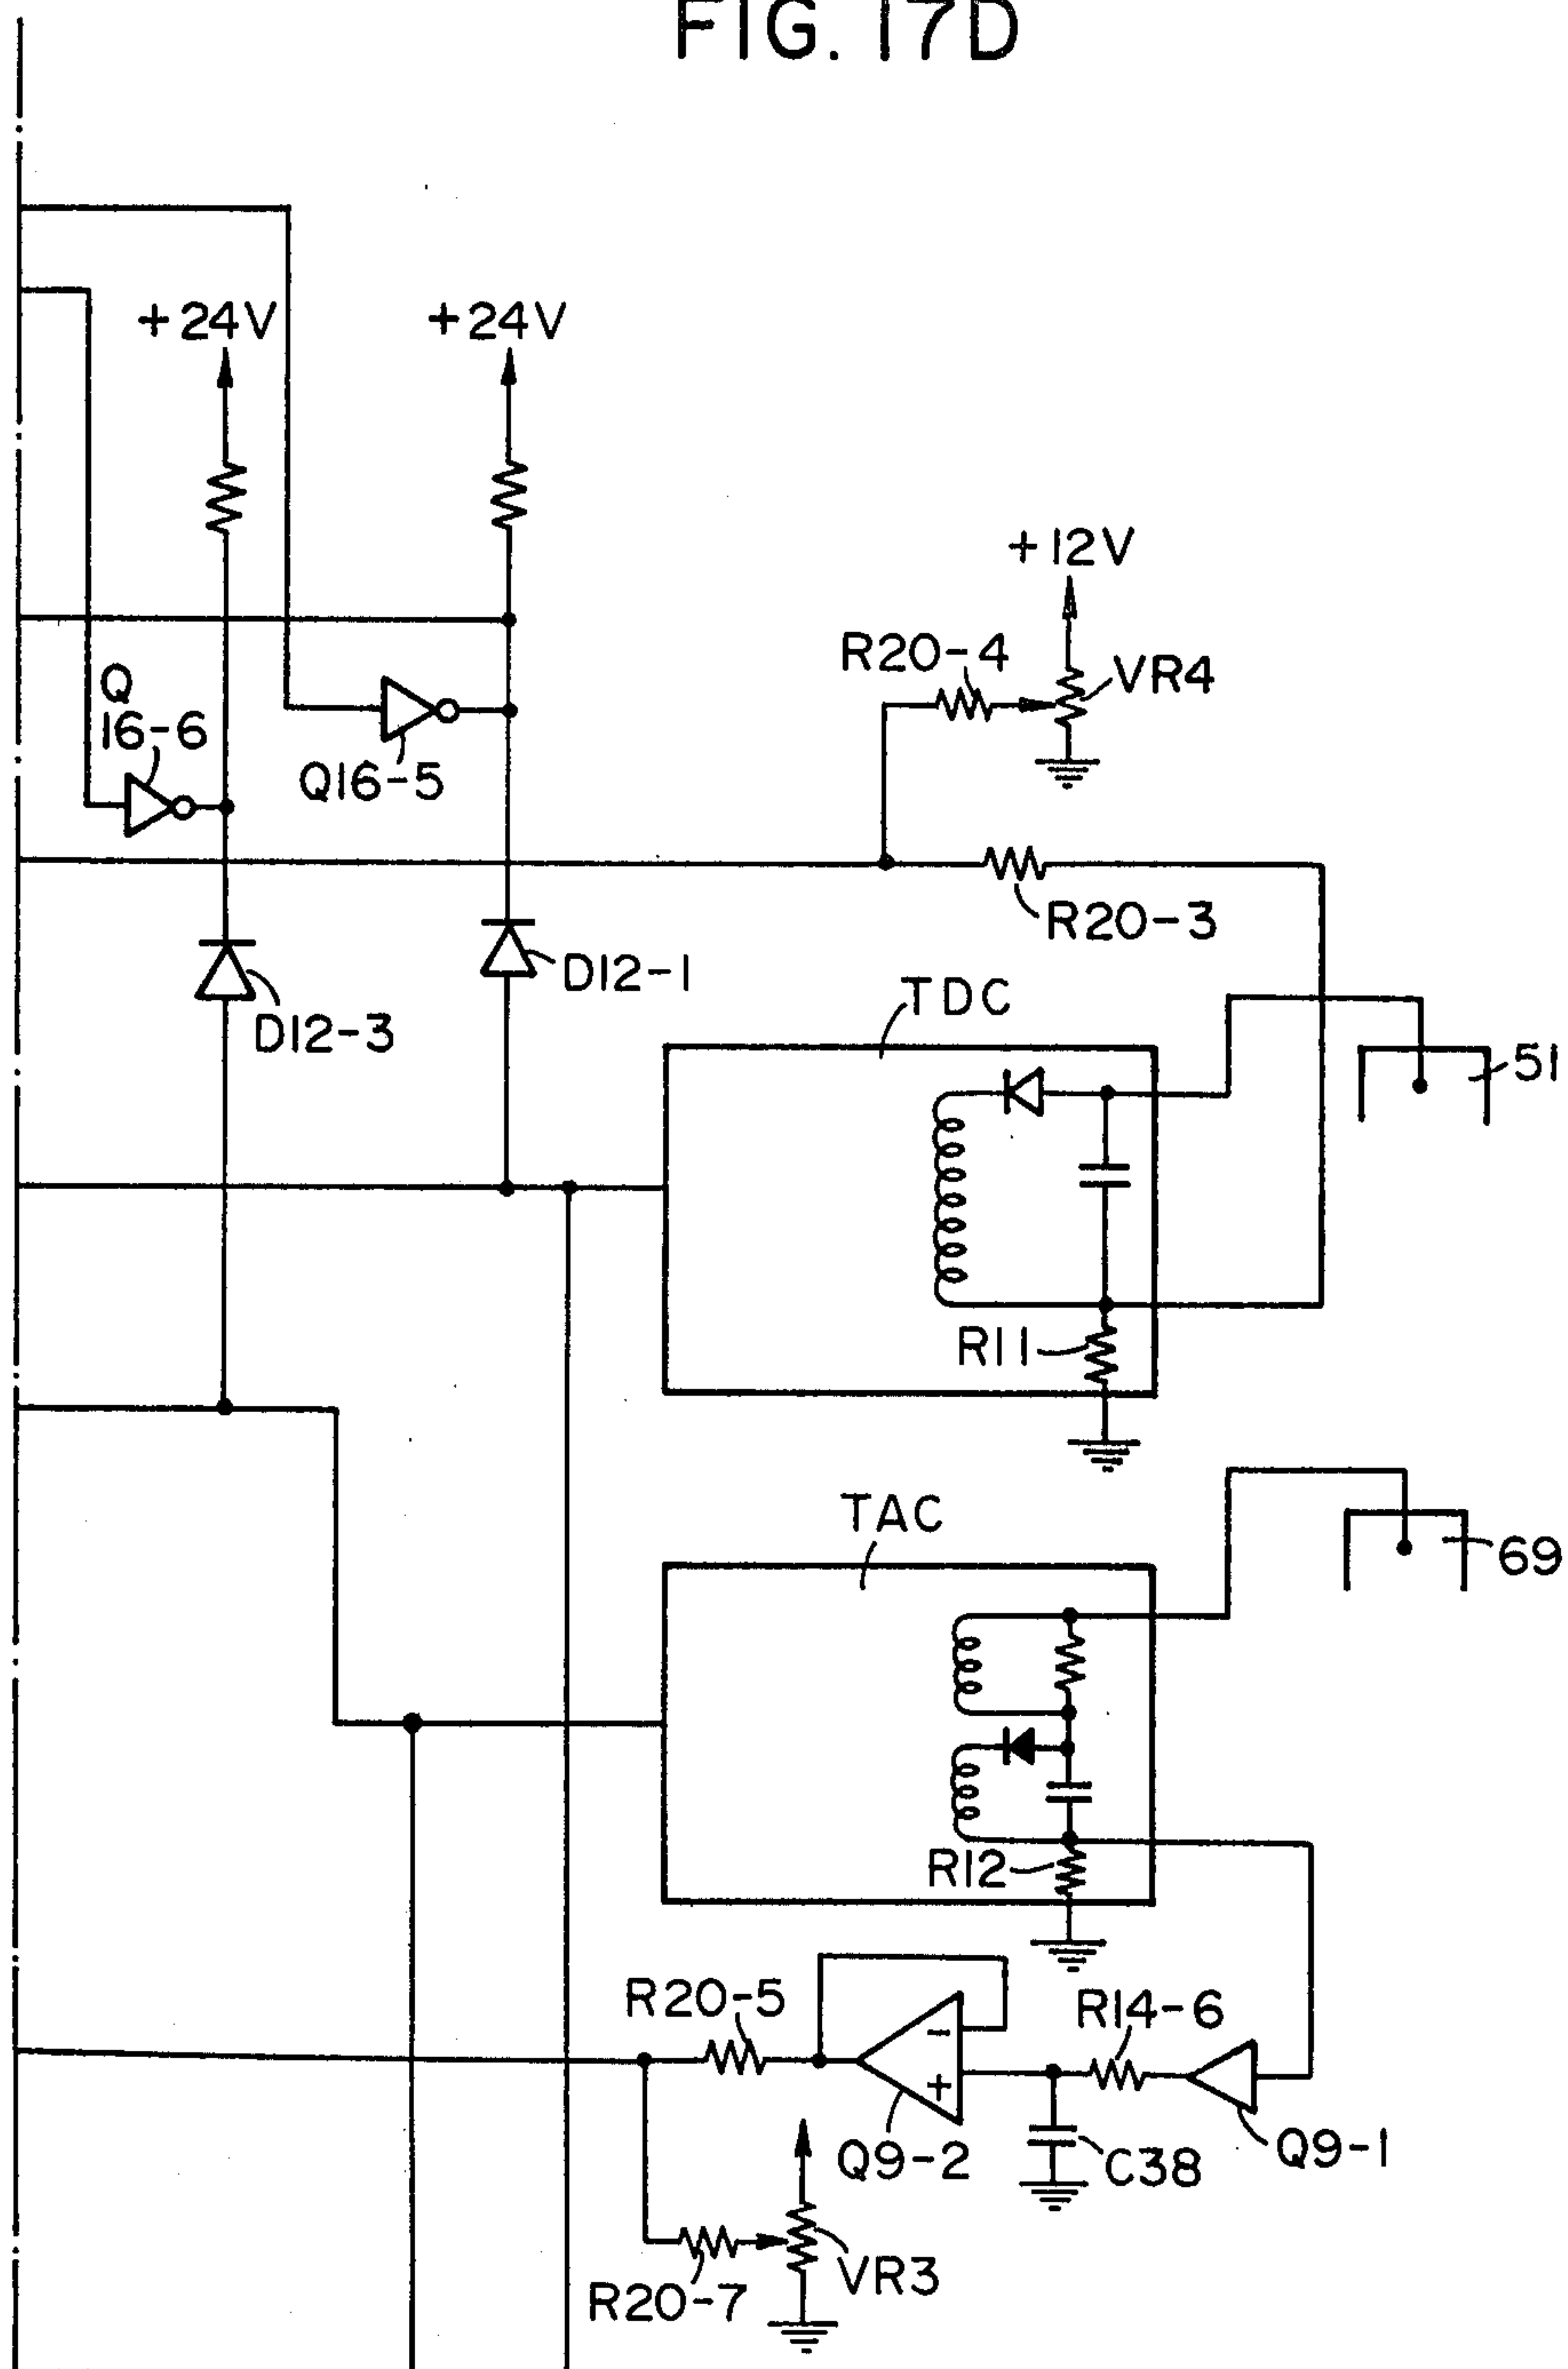 FIG. 17D
+24V
+24V
+12V
R20-4
VR4
Q
16-6
Q16-5
R20-3
D12-1
D12-3
TDC
51
R11
TAC
69
R12
R20-5
R14-6
Q9-2
C38
Q9-1
R20-7
VR3